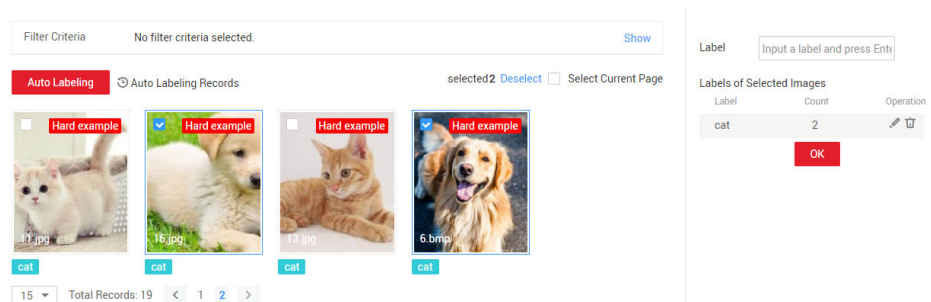 Filter Criteria No filter criteria selected. Show
Auto Labeling Auto Labeling Records selected2 Deselect Select Current Page
Hard example Hard example Hard example Hard example
11.jpg 16.jpg 13.jpg 6.bmp
cat cat cat cat
15 Total Records: 19 < 1 2 >
Label Input a label and press Ente
Labels of Selected Images
Label Count Operation
cat 2
OK